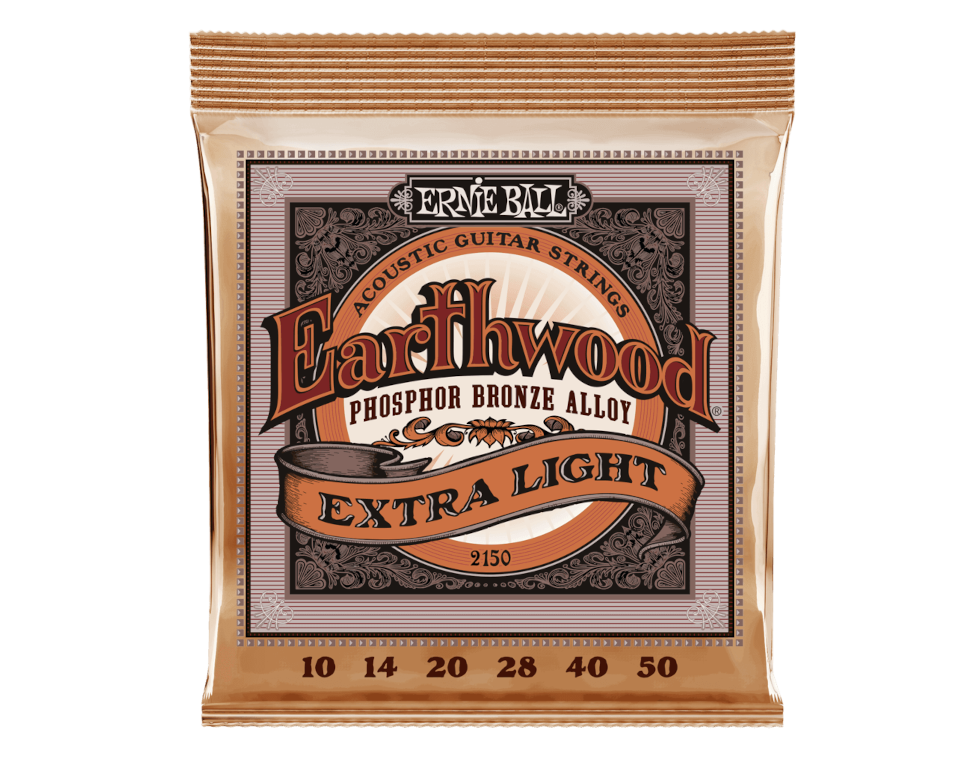 ERNIE BALL®
ACOUSTIC GUITAR STRINGS
Earthwood®
PHOSPHOR BRONZE ALLOY
EXTRA LIGHT
2150
10 14 20 28 40 50